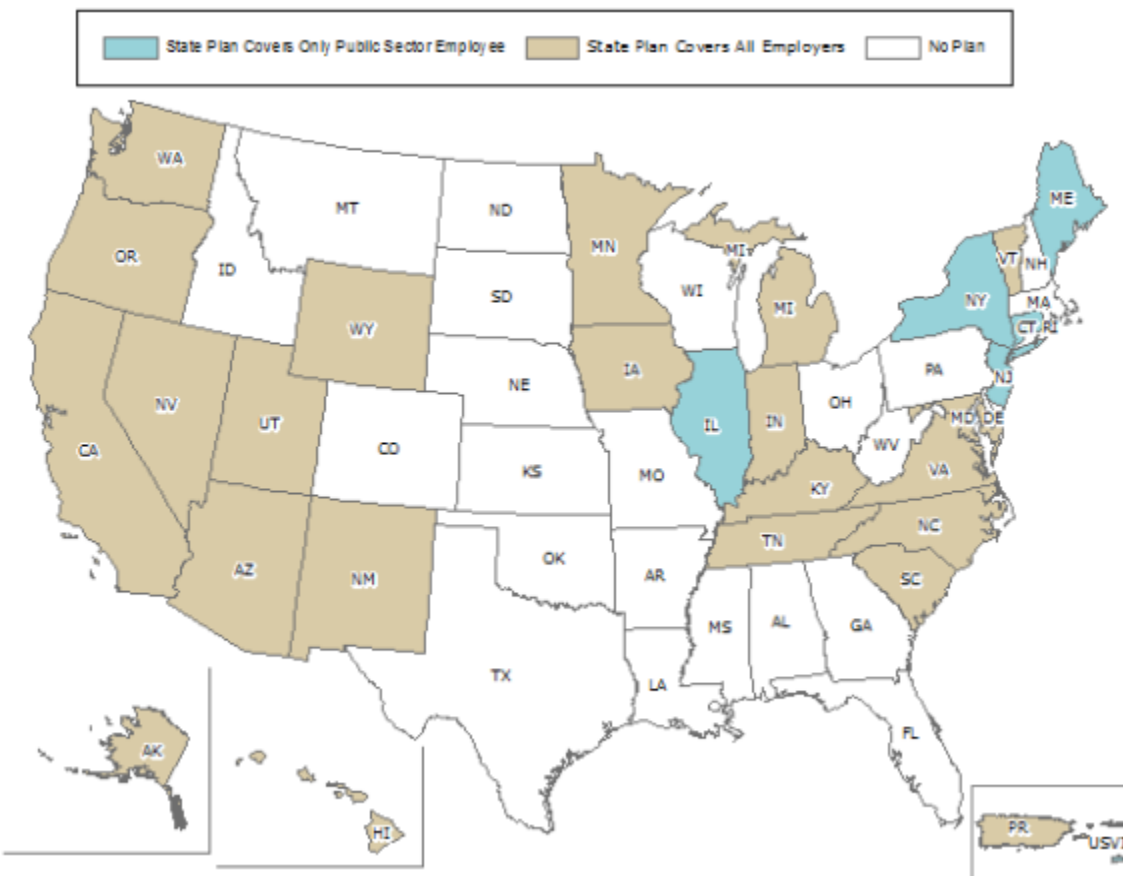 State Plan Covers Only Public Sector Employee State Plan Covers All Employers No Plan
WA
MT
ND
ME
OR
ID
MN
MI
VT
NH
SD
WI
NY
MA
WY
MI
CT
RI
NV
UT
NE
IA
PA
NJ
CA
CO
IL
IN
OH
MD
DE
KS
MO
WV
KY
VA
AZ
NM
OK
AR
TN
NC
SC
MS
AL
GA
TX
LA
FL
AK
HI
PR
USVI